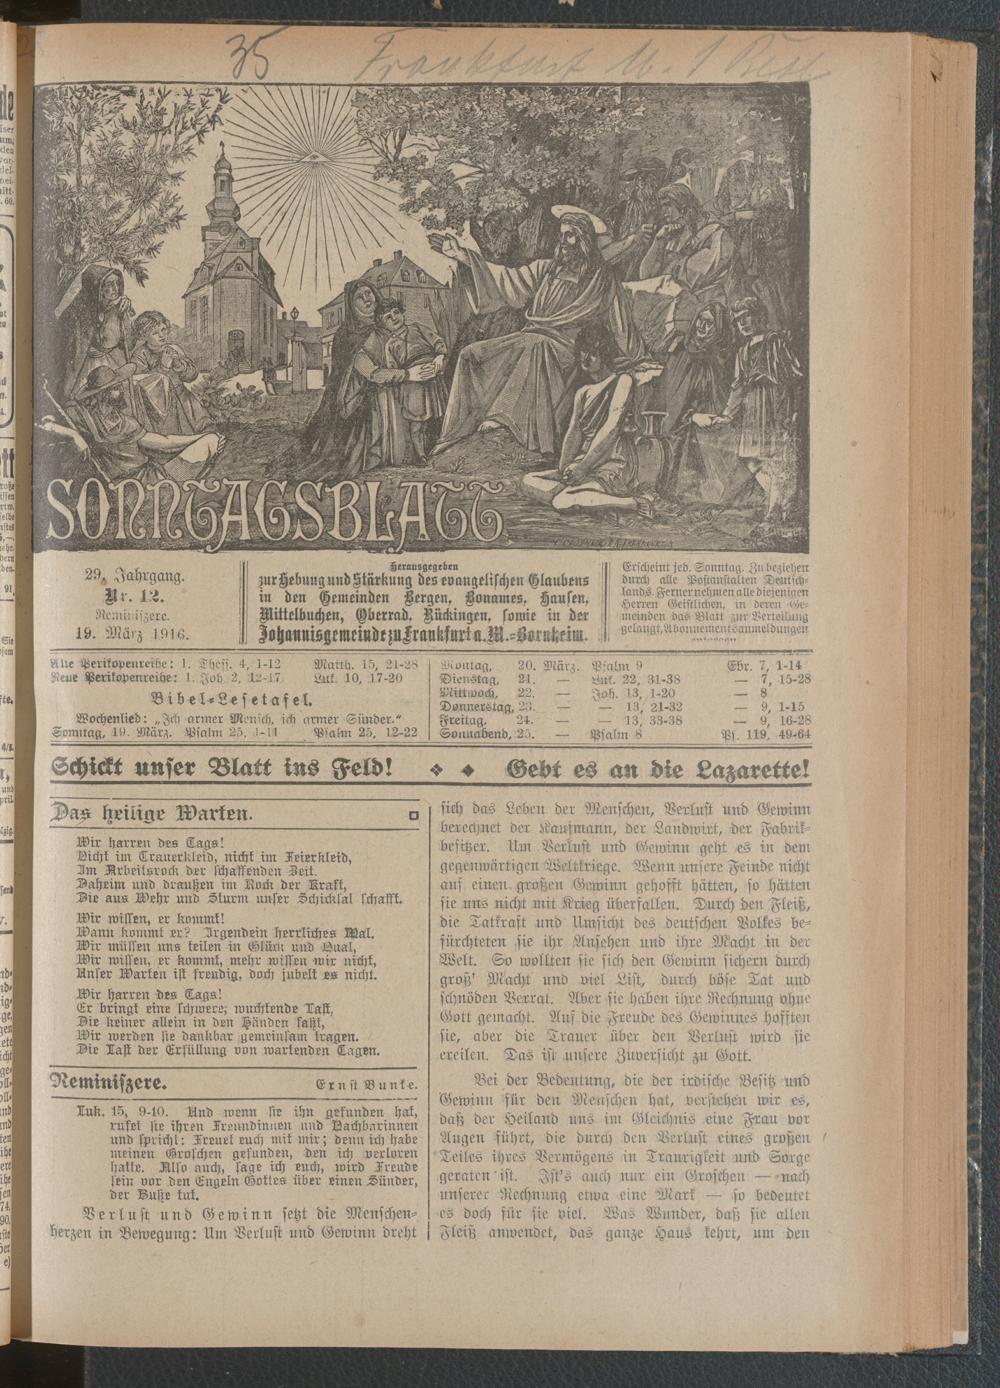 35 Frankfurt
SONNTAGSBLATT
29. Jahrgang.
Nr. 12.
Reminiszere.
19. März 1916.
Herausgegeben
zur Hebung und Stärkung des evangelischen Glaubens
in den Gemeinden Bergen, Bonames, Hausen,
Mittelbuchen, Oberrad, Rückingen, sowie in der
Johannisgemeinde zu Frankfurt a. M.-Bornheim.
Erscheint jed. Sonntag. Zu beziehen
durch alle Postanstalten Deutsch-
lands. Ferner nehmen alle diejenigen
Herren Geistlichen, in deren Ge-
meinden das Blatt zur Verteilung
gelangt, Abonnementsanmeldungen
Alte Perikopenreihe: 1. Thess. 4, 1-12 Matth. 15, 21-28
Neue Perikopenreihe: 1. Joh. 2, 12-17 Luk. 10, 17-20
Bibel-Lesetafel.
Wochenlied: „Ich armer Mensch, ich armer Sünder.“
Sonntag, 19. März. Psalm 25, 1-11 Psalm 25, 12-22
Montag, 20. März. Psalm 9 Ebr. 7, 1-14
Dienstag, 21. — Luk. 22, 31-38 — 7, 15-28
Mittwoch, 22. — Joh. 13, 1-20 — 8
Donnerstag, 23. — — 13, 21-32 — 9, 1-15
Freitag, 24. — — 13, 33-38 — 9, 16-28
Sonnabend, 25. — Psalm 8 Ps. 119, 49-64
Schickt unser Blatt ins Feld! Gebt es an die Lazarette!
Das heilige Warten.
Wir harren des Tags!
Nicht im Trauerkleid, nicht im Feierkleid,
Im Arbeitsrock der schaffenden Zeit.
Daheim und draußen im Rock der Kraft,
Die aus Wehr und Sturm unser Schicksal schafft.
Wir wissen, er kommt!
Wann kommt er? Irgendein herrliches Mal.
Wir müssen uns teilen in Glück und Qual,
Wir wissen, er kommt, mehr wissen wir nicht,
Unser Warten ist freudig, doch jubelt es nicht.
Wir harren des Tags!
Er bringt eine schwere, wuchtende Last,
Die keiner allein in den Händen faßt,
Wir werden sie dankbar gemeinsam tragen.
Die Last der Erfüllung von wartenden Tagen.
Ernst Bunke.
Reminiszere.
Luk. 15, 9-10. Und wenn sie ihn gefunden hat,
rufet sie ihren Freundinnen und Nachbarinnen
und spricht: Freuet euch mit mir; denn ich habe
meinen Groschen gefunden, den ich verloren
hatte. Also auch, sage ich euch, wird Freude
sein vor den Engeln Gottes über einen Sünder,
der Buße tut.
Verlust und Gewinn setzt die Menschen-
herzen in Bewegung: Um Verlust und Gewinn dreht
sich das Leben der Menschen, Verlust und Gewinn
berechnet der Kaufmann, der Landwirt, der Fabrik-
besitzer. Um Verlust und Gewinn geht es in dem
gegenwärtigen Weltkriege. Wenn unsere Feinde nicht
auf einen großen Gewinn gehofft hätten, so hätten
sie uns nicht mit Krieg überfallen. Durch den Fleiß,
die Tatkraft und Umsicht des deutschen Volkes be-
fürchteten sie ihr Ansehen und ihre Macht in der
Welt. So wollten sie sich den Gewinn sichern durch
groß' Macht und viel List, durch böse Tat und
schnöden Verrat. Aber sie haben ihre Rechnung ohne
Gott gemacht. Auf die Freude des Gewinnes hofften
sie, aber die Trauer über den Verlust wird sie
ereilen. Das ist unsere Zuversicht zu Gott.
Bei der Bedeutung, die der irdische Besitz und
Gewinn für den Menschen hat, verstehen wir es,
daß der Heiland uns im Gleichnis eine Frau vor
Augen führt, die durch den Verlust eines großen
Teiles ihres Vermögens in Traurigkeit und Sorge
geraten ist. Ist's auch nur ein Groschen — nach
unserer Rechnung etwa eine Mark — so bedeutet
es doch für sie viel. Was Wunder, daß sie allen
Fleiß anwendet, das ganze Haus kehrt, um den